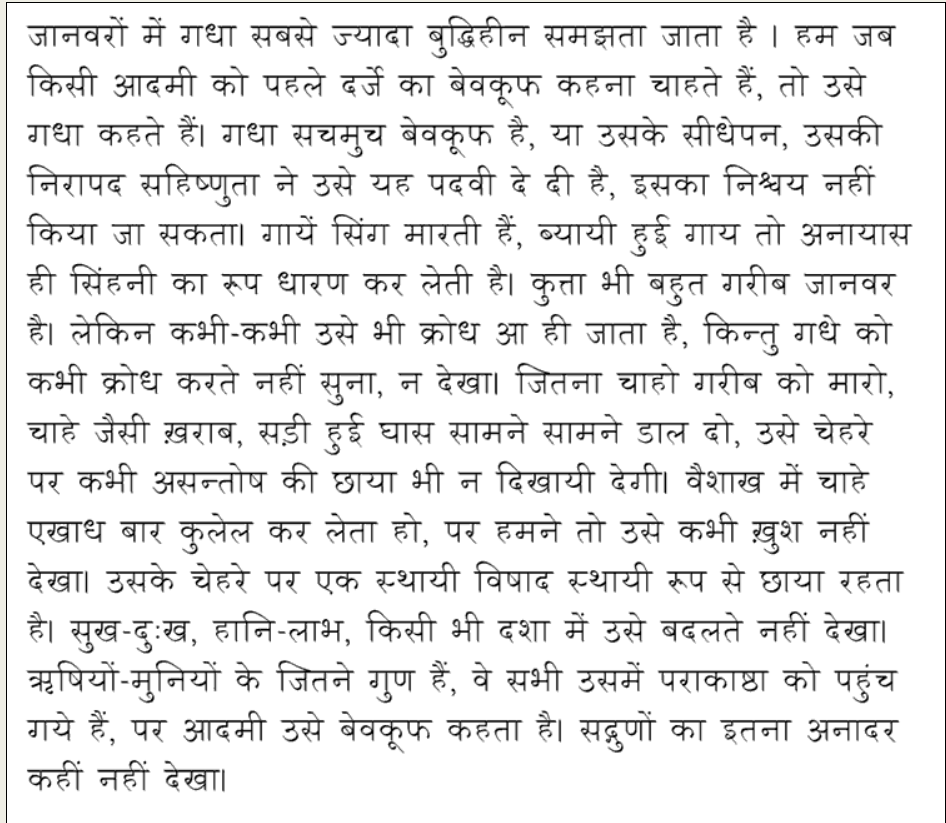 जानवरों में गधा सबसे ज्यादा बुद्धिहीन समझता जाता है । हम जब
किसी आदमी को पहले दर्जे का बेवकूफ कहना चाहते हैं, तो उसे
गधा कहते हैं। गधा सचमुच बेवकूफ है, या उसके सीधेपन, उसकी
निरापद सहिष्णुता ने उसे यह पदवी दे दी है, इसका निश्चय नहीं
किया जा सकता। गायें सिंग मारती हैं, ब्यायी हुई गाय तो अनायास
ही सिंहनी का रूप धारण कर लेती है। कुत्ता भी बहुत गरीब जानवर
है। लेकिन कभी-कभी उसे भी क्रोध आ ही जाता है, किन्तु गधे को
कभी क्रोध करते नहीं सुना, न देखा। जितना चाहो गरीब को मारो,
चाहे जैसी ख़राब, सड़ी हुई घास सामने सामने डाल दो, उसे चेहरे
पर कभी असन्तोष की छाया भी न दिखायी देगी। वैशाख में चाहे
एखाध बार कुलेल कर लेता हो, पर हमने तो उसे कभी ख़ुश नहीं
देखा। उसके चेहरे पर एक स्थायी विषाद स्थायी रूप से छाया रहता
है। सुख-दुःख, हानि-लाभ, किसी भी दशा में उसे बदलते नहीं देखा।
ऋषियों-मुनियों के जितने गुण हैं, वे सभी उसमें पराकाष्ठा को पहुंच
गये हैं, पर आदमी उसे बेवकूफ कहता है। सद्गुणों का इतना अनादर
कहीं नहीं देखा।